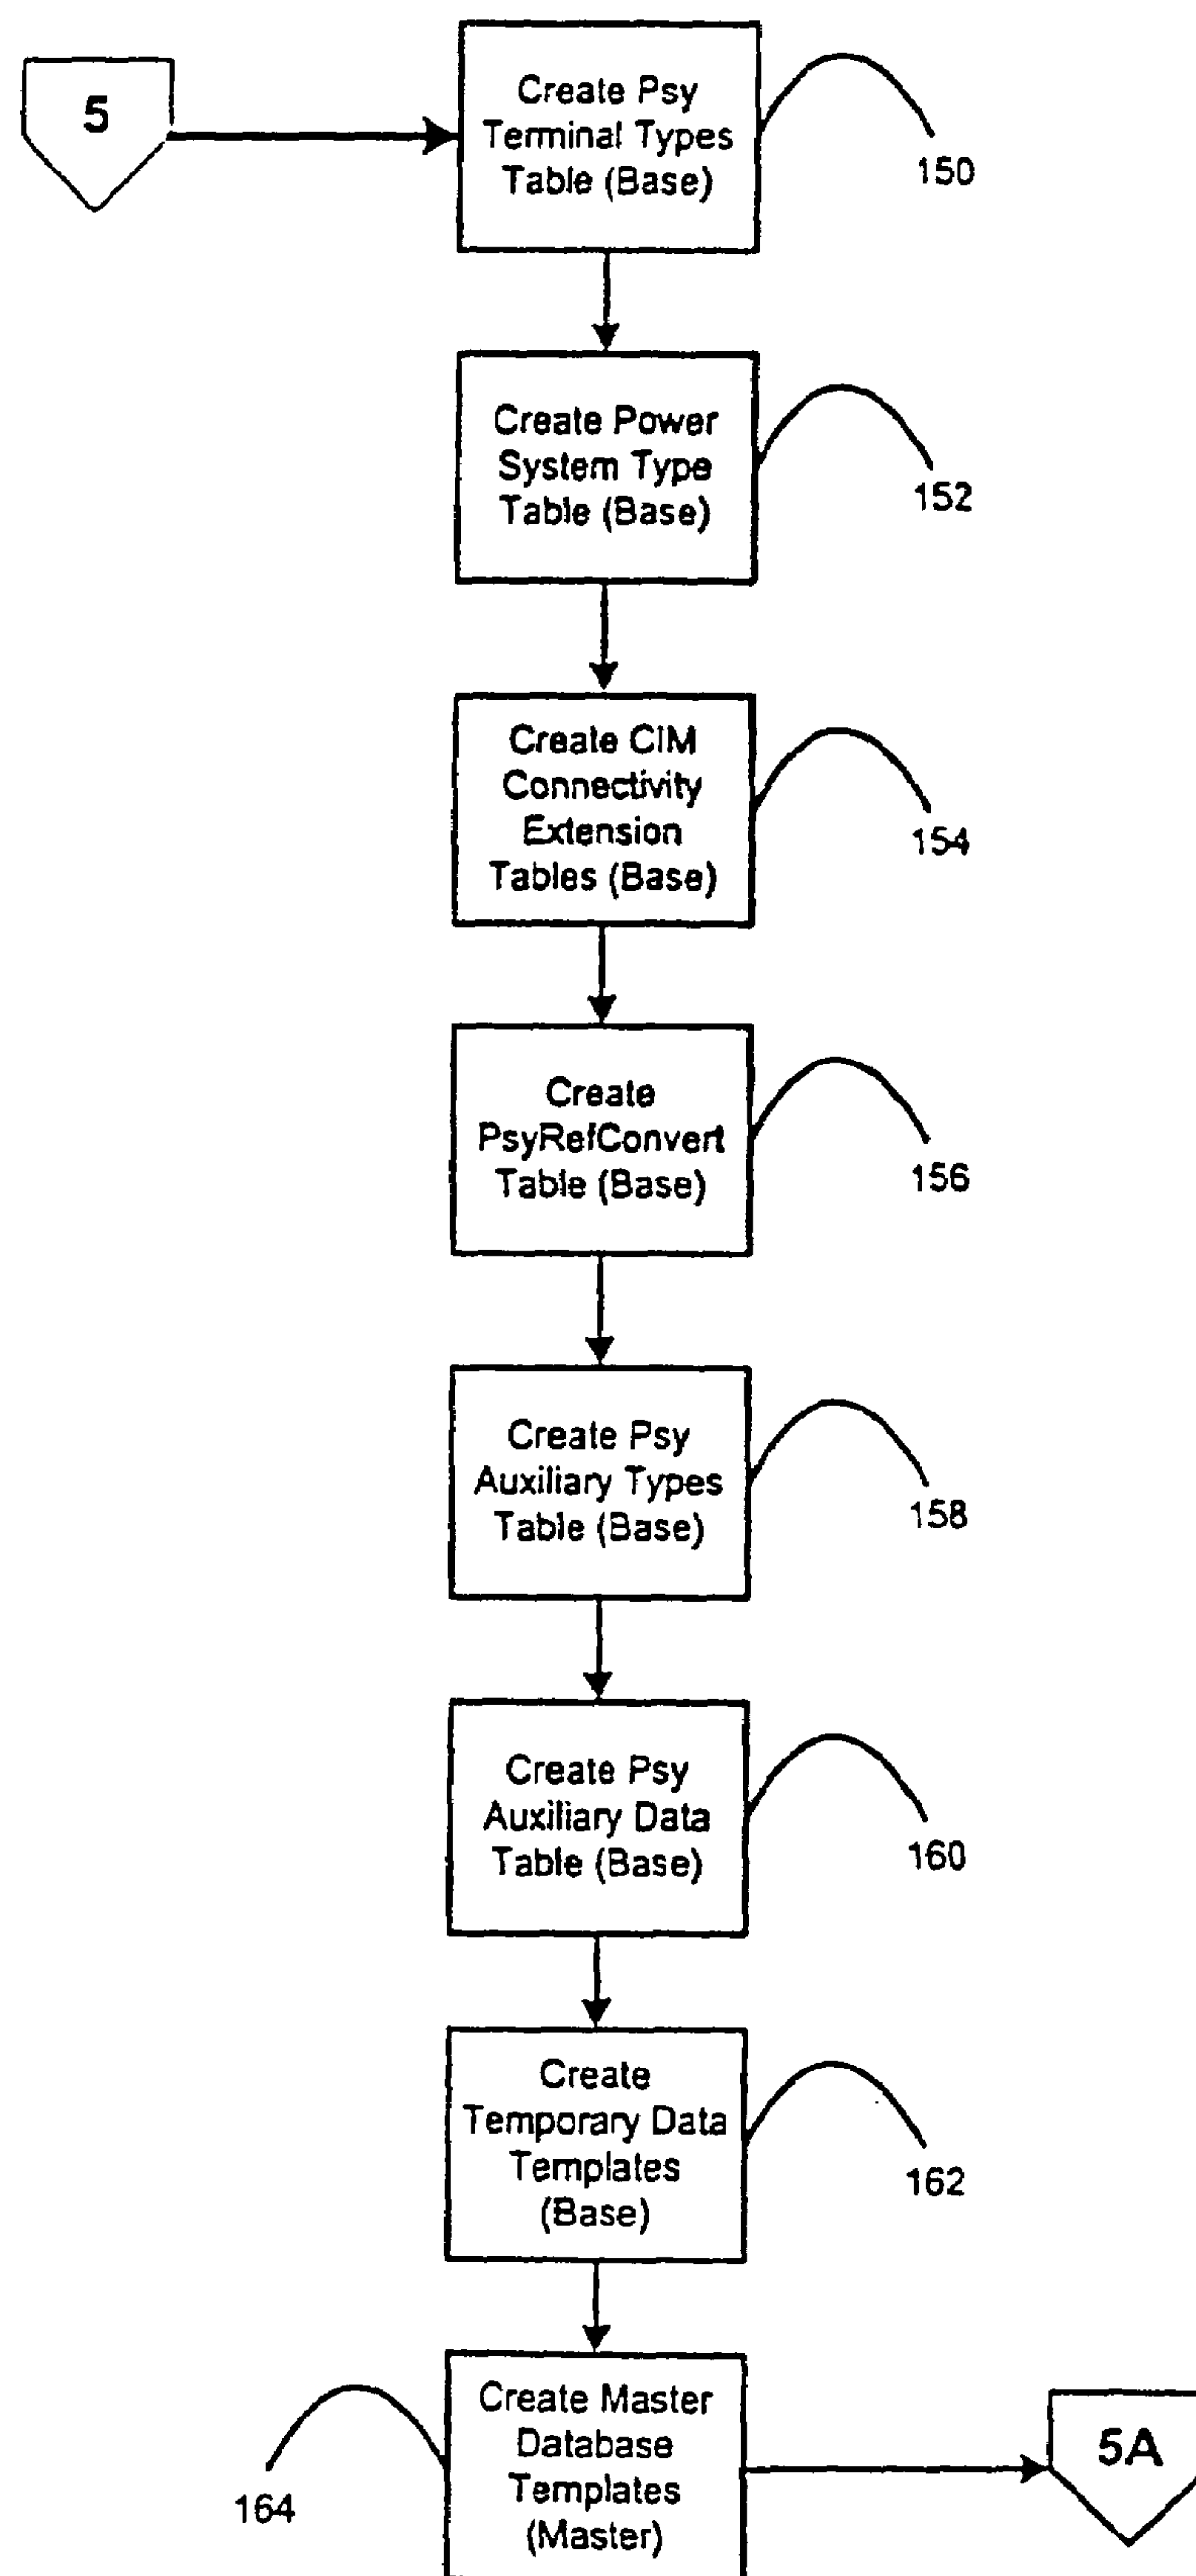 5
Create Psy
Terminal Types
Table (Base)
150
Create Power
System Type
Table (Base)
152
Create CIM
Connectivity
Extension
Tables (Base)
154
Create
PsyRefConvert
Table (Base)
156
Create Psy
Auxiliary Types
Table (Base)
158
Create Psy
Auxiliary Data
Table (Base)
160
Create
Temporary Data
Templates
(Base)
162
Create Master
Database
Templates
(Master)
164
5A